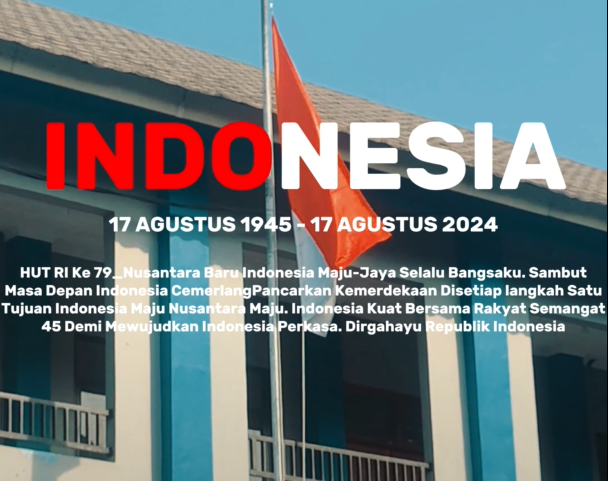 INDONESIA
17 AGUSTUS 1945 - 17 AGUSTUS 2024
HUT RI Ke 79_Nusantara Baru Indonesia Maju-Jaya Selalu Bangsaku. Sambut
Masa Depan Indonesia CemerlangPancarkan Kemerdekaan Disetiap langkah Satu
Tujuan Indonesia Maju Nusantara Maju. Indonesia Kuat Bersama Rakyat Semangat
45 Demi Mewujudkan Indonesia Perkasa. Dirgahayu Republik Indonesia